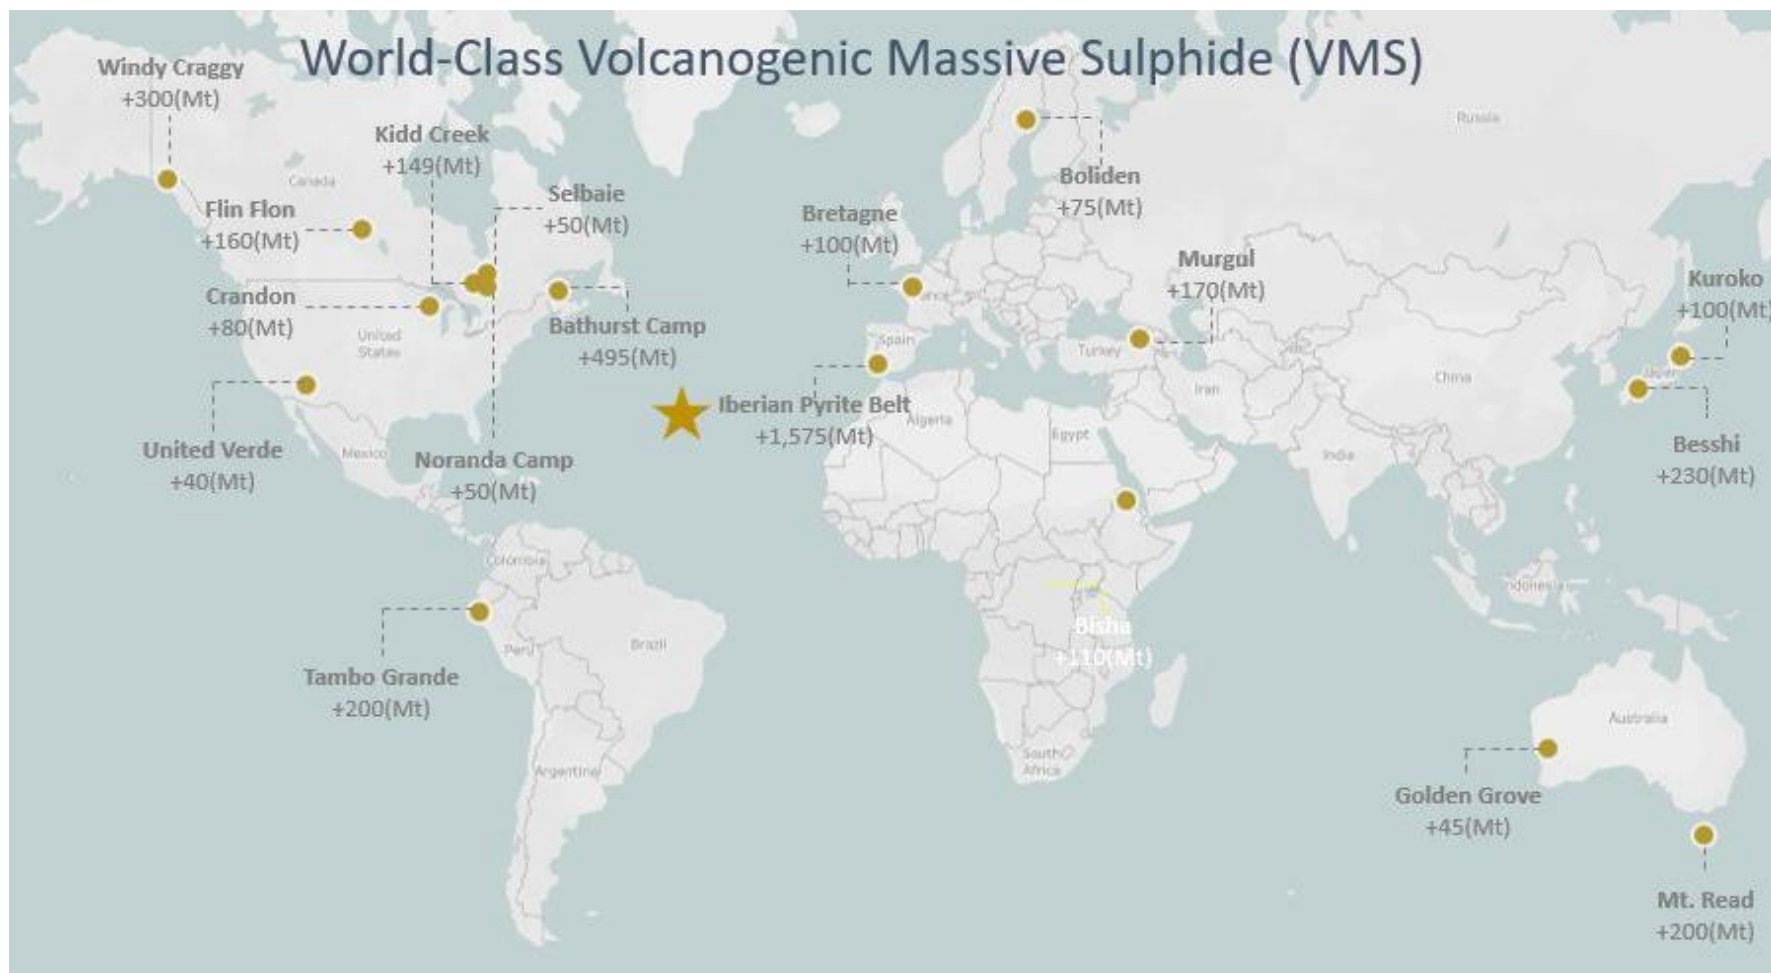 World-Class Volcanogenic Massive Sulphide (VMS)
Windy Craggy
+300(Mt)
Kidd Creek
+149(Mt)
Selbaie
+50(Mt)
Flin Flon
+160(Mt)
Crandon
+80(Mt)
Bathurst Camp
+495(Mt)
United Verde
+40(Mt)
Noranda Camp
+50(Mt)
Tambo Grande
+200(Mt)
Boliden
+75(Mt)
Bretagne
+100(Mt)
Murgul
+170(Mt)
Iberian Pyrite Belt
+1,575(Mt)
Bisha
+110(Mt)
Kuroko
+100(Mt)
Besshi
+230(Mt)
Golden Grove
+45(Mt)
Mt. Read
+200(Mt)
Canada
United
States
Mexico
Colombia
Peru
Brazil
Argentina
Russia
Spain
Turkey
Algeria
Egypt
Iran
India
China
Japan
Indonesia
South
Africa
Australia